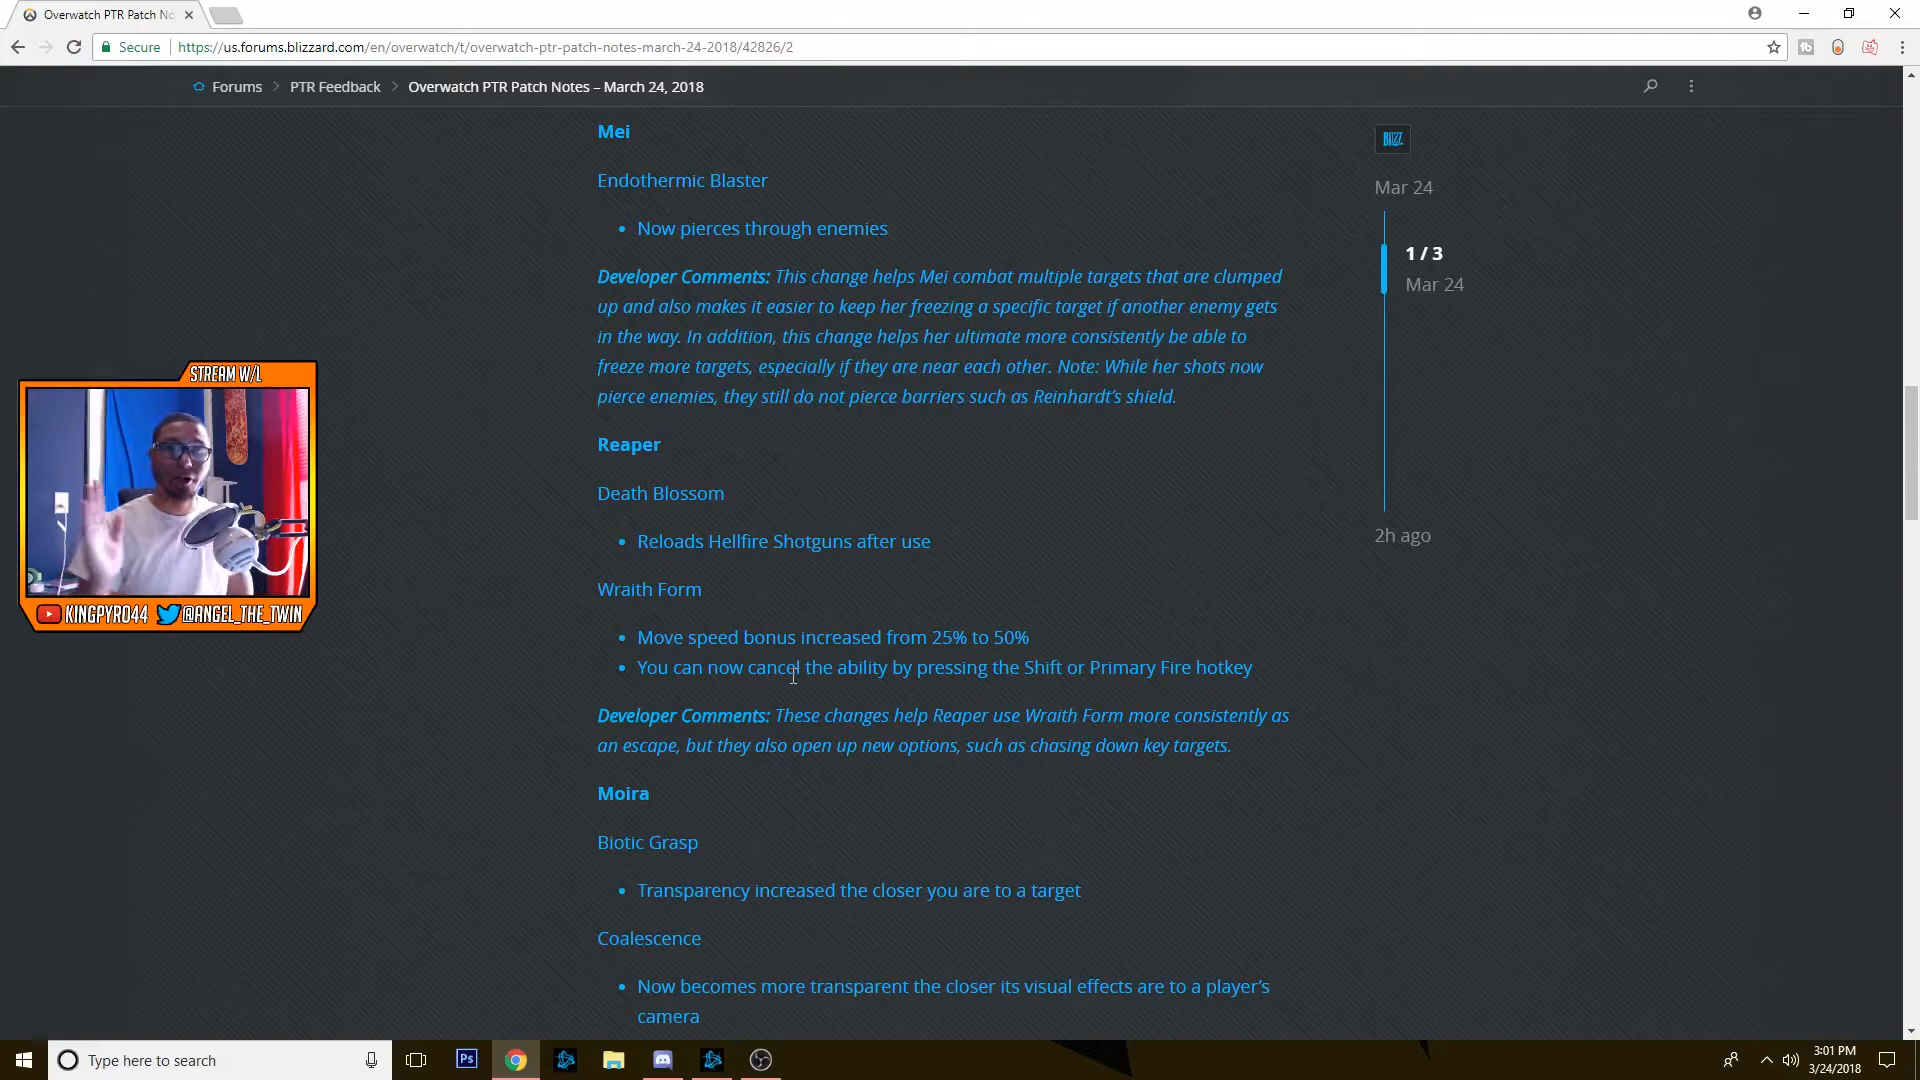 Overwatch PTR Patch No
Secure
https://us.forums.blizzard.com/en/overwatch/t/overwatch-ptr-patch-notes-march-24-2018/42826/2
Forums > PTR Feedback > Overwatch PTR Patch Notes – March 24, 2018
Mei
Endothermic Blaster
• Now pierces through enemies
Developer Comments: This change helps Mei combat multiple targets that are clumped
up and also makes it easier to keep her freezing a specific target if another enemy gets
in the way. In addition, this change helps her ultimate more consistently be able to
freeze more targets, especially if they are near each other. Note: While her shots now
pierce enemies, they still do not pierce barriers such as Reinhardt's shield.
Reaper
Death Blossom
• Reloads Hellfire Shotguns after use
Wraith Form
• Move speed bonus increased from 25% to 50%
• You can now cancel the ability by pressing the Shift or Primary Fire hotkey
Developer Comments: These changes help Reaper use Wraith Form more consistently as
an escape, but they also open up new options, such as chasing down key targets.
Moira
Biotic Grasp
• Transparency increased the closer you are to a target
Coalescence
• Now becomes more transparent the closer its visual effects are to a player's
camera
BLIZZ
Mar 24
1 / 3
Mar 24
2h ago
STREAM W/L
KINGPYRO44
@ANGEL_THE_TWIN
Type here to search
Ps
3:01 PM
3/24/2018